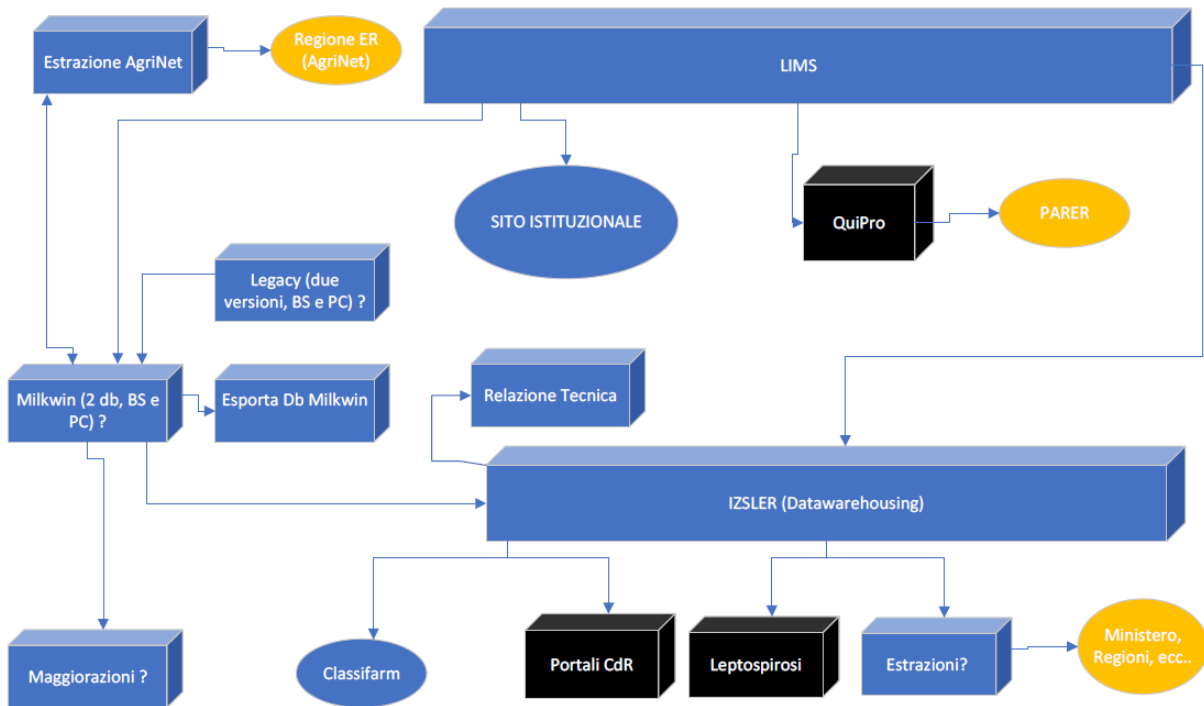 Estrazione AgriNet
Regione ER
(AgriNet)
LIMS
SITO ISTITUZIONALE
QuiPro
PARER
Legacy (due
versioni, BS e PC) ?
Milkwin (2 db, BS e
PC) ?
Esporta Db Milkwin
Relazione Tecnica
IZSLER (Datawarehousing)
Maggiorazioni ?
Classifarm
Portali CdR
Leptospirosi
Estrazioni?
Ministero,
Regioni, ecc..